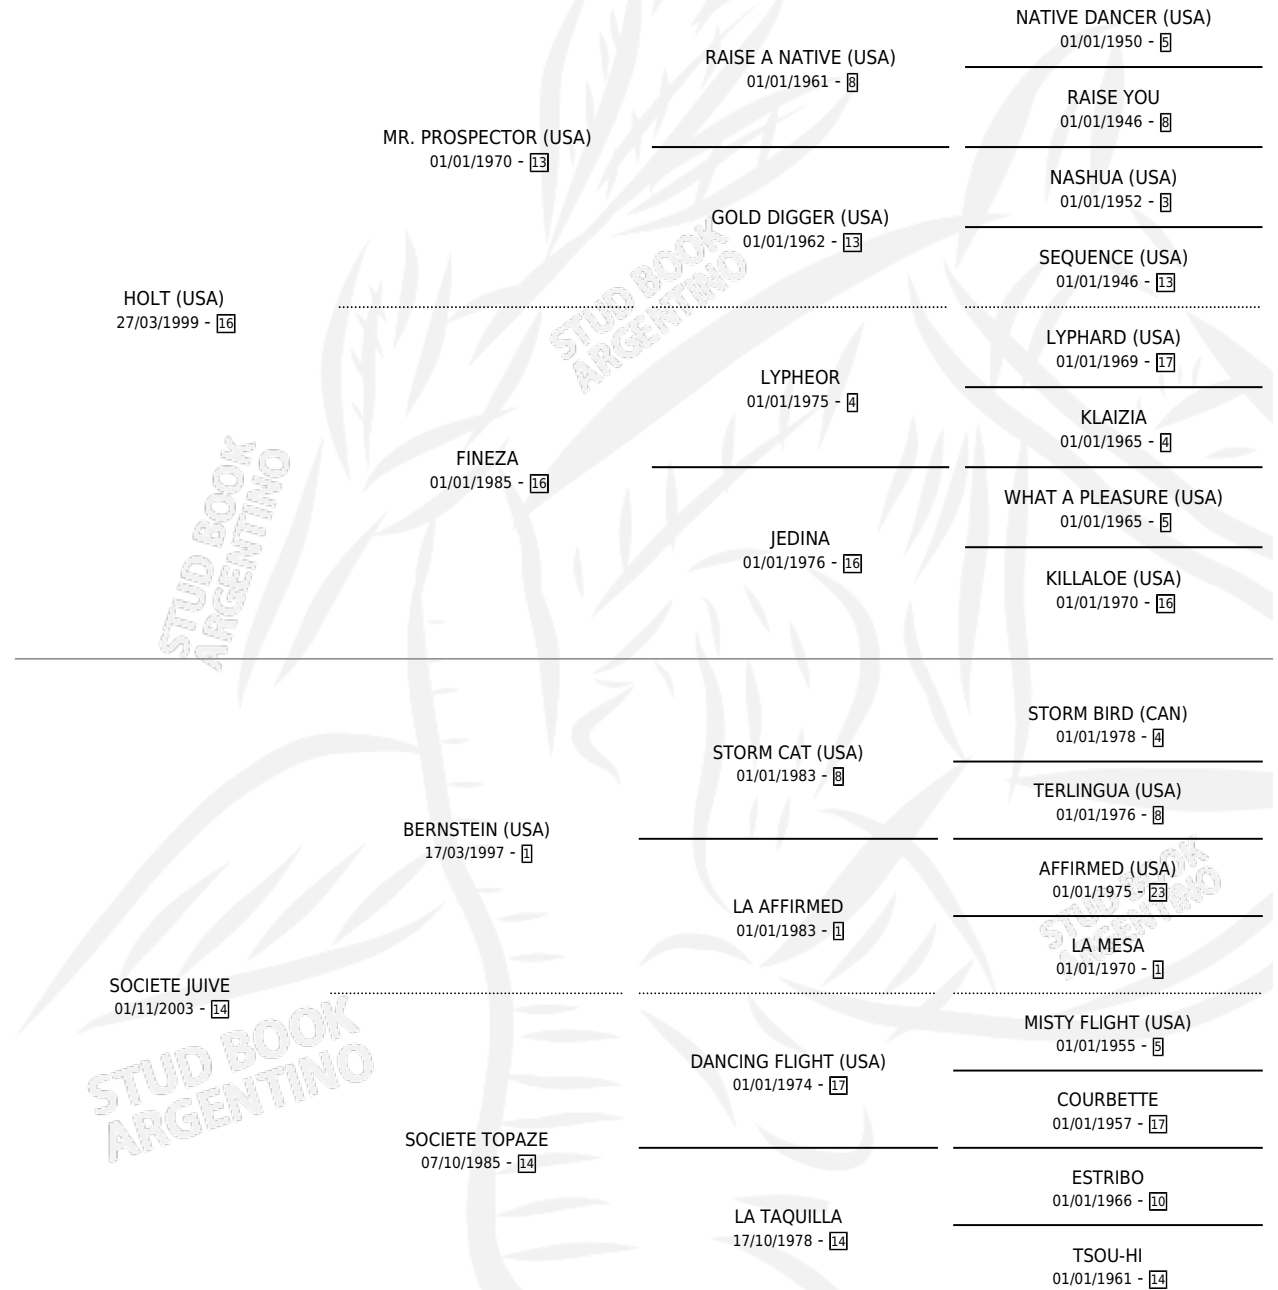 NATIVE DANCER (USA)
01/01/1950 - 5
RAISE A NATIVE (USA)
01/01/1961 - 8
RAISE YOU
01/01/1946 - 8
MR. PROSPECTOR (USA)
01/01/1970 - 13
NASHUA (USA)
01/01/1952 - 3
GOLD DIGGER (USA)
01/01/1962 - 13
SEQUENCE (USA)
01/01/1946 - 13
HOLT (USA)
27/03/1999 - 16
LYPHARD (USA)
01/01/1969 - 17
LYPHEOR
01/01/1975 - 4
KLAIZIA
01/01/1965 - 4
FINEZA
01/01/1985 - 16
WHAT A PLEASURE (USA)
01/01/1965 - 5
JEDINA
01/01/1976 - 16
KILLALOE (USA)
01/01/1970 - 16
STORM BIRD (CAN)
01/01/1978 - 4
STORM CAT (USA)
01/01/1983 - 8
TERLINGUA (USA)
01/01/1976 - 8
BERNSTEIN (USA)
17/03/1997 - 1
AFFIRMED (USA)
01/01/1975 - 23
LA AFFIRMED
01/01/1983 - 1
LA MESA
01/01/1970 - 1
SOCIETE JUIVE
01/11/2003 - 14
MISTY FLIGHT (USA)
01/01/1955 - 5
DANCING FLIGHT (USA)
01/01/1974 - 17
COURBETTE
01/01/1957 - 17
SOCIETE TOPAZE
07/10/1985 - 14
ESTRIBO
01/01/1966 - 10
LA TAQUILLA
17/10/1978 - 14
TSOU-HI
01/01/1961 - 14
STUD BOOK
ARGENTINO
STUD BOOK
ARGENTINO
STUD BOOK
ARGENTINO
STUD BOOK
ARGENTINO